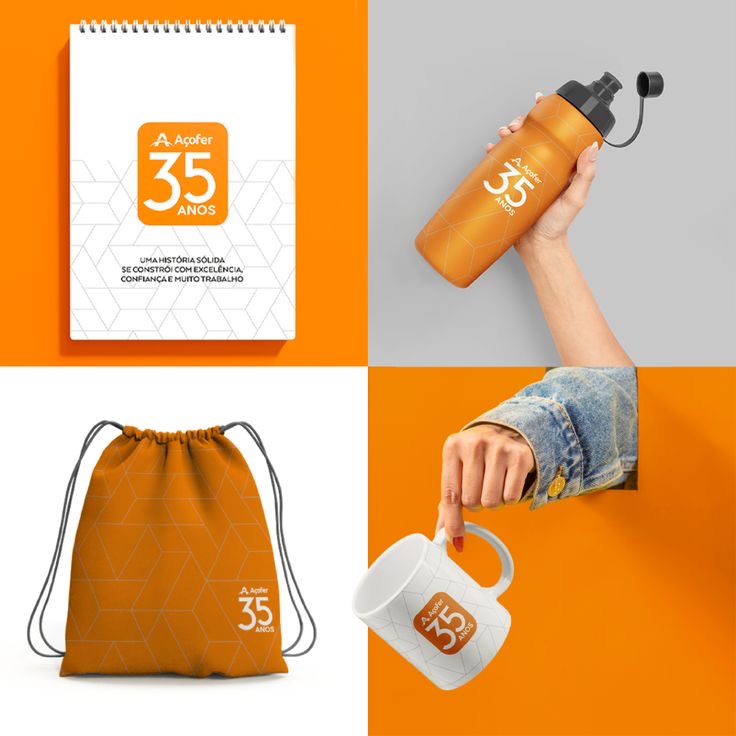 Açofer
35
ANOS
UMA HISTÓRIA SÓLIDA
SE CONSTRÓI COM EXCELÊNCIA,
CONFIANÇA E MUITO TRABALHO
Açofer
35
ANOS
Açofer
35
ANOS
Açofer
35
ANOS